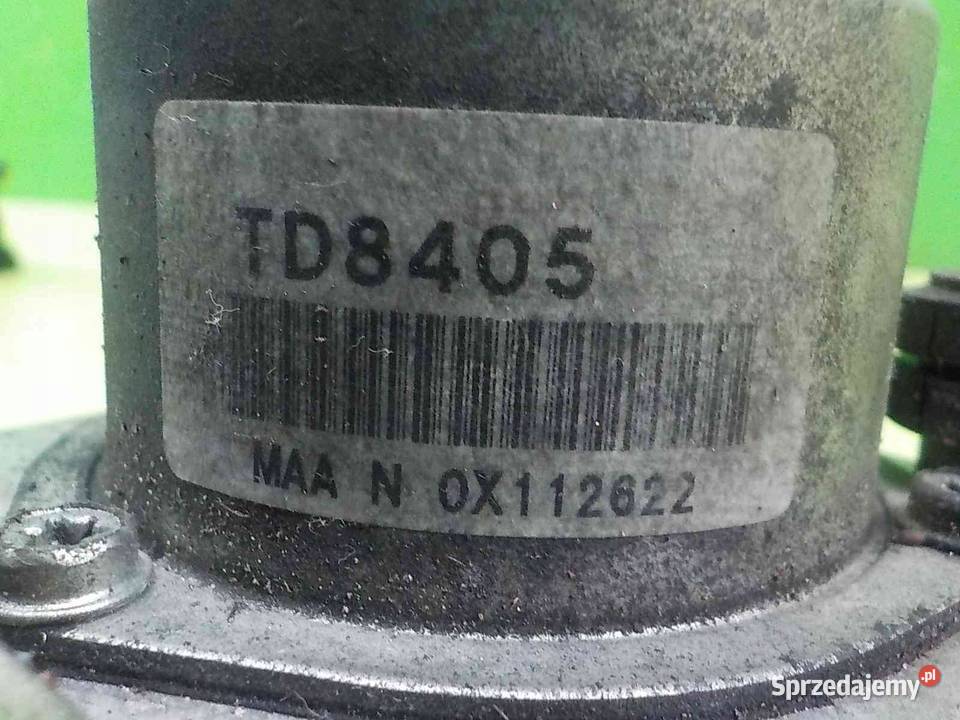 TD8405
MAA N 0X112622
Sprzedajemy.pl